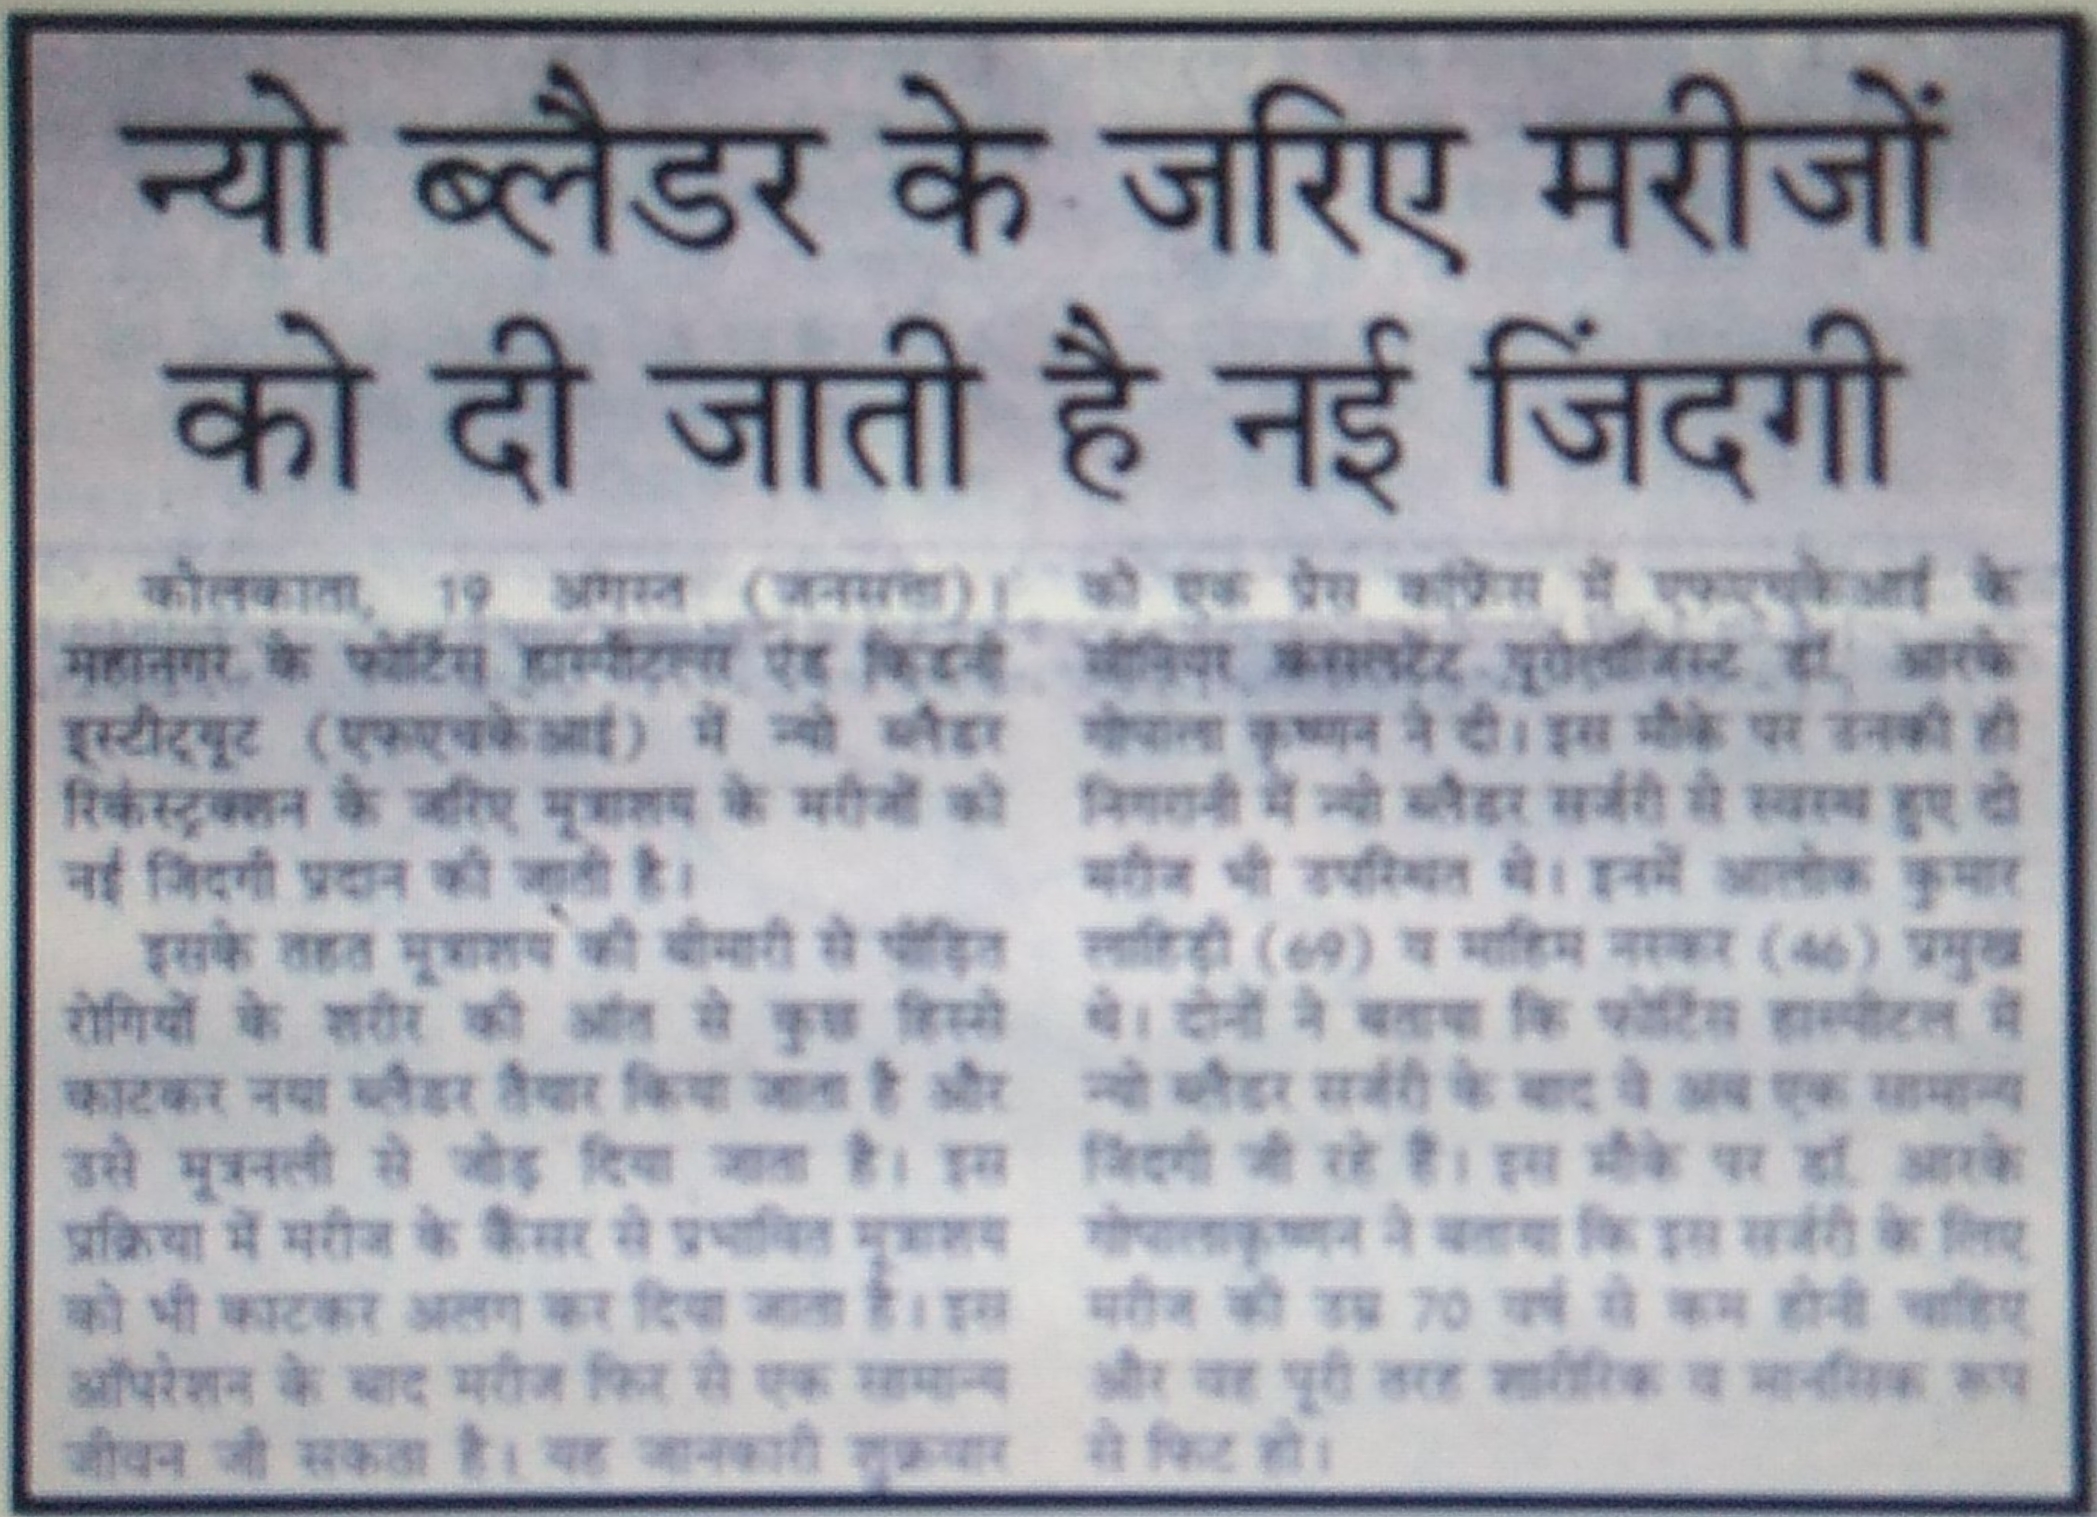 न्यो ब्लैडर के जरिए मरीजों
को दी जाती है नई जिंदगी
कोलकाता, 19 अगस्त (जनसत्ता)।
महानगर के फोर्टिस हास्पीटल्स एंड किडनी
इंस्टीट्यूट (एफएचकेआई) में न्यो ब्लैडर
रिकंस्ट्रक्शन के जरिए मूत्राशय के मरीजों को
नई जिंदगी प्रदान की जाती है।
इसके तहत मूत्राशय की बीमारी से पीड़ित
रोगियों के शरीर की आंत से कुछ हिस्से
काटकर नया ब्लैडर तैयार किया जाता है और
उसे मूत्रनली से जोड़ दिया जाता है। इस
प्रक्रिया में मरीज के कैंसर से प्रभावित मूत्राशय
को भी काटकर अलग कर दिया जाता है। इस
ऑपरेशन के बाद मरीज फिर से एक सामान्य
जीवन जी सकता है। यह जानकारी शुक्रवार
को एक प्रेस कांफ्रेंस में एफएचकेआई के
सीनियर कंसलटेंट यूरोलॉजिस्ट डॉ. आरके
गोपाला कृष्णन ने दी। इस मौके पर उनकी ही
निगरानी में न्यो ब्लैडर सर्जरी से स्वस्थ हुए दो
मरीज भी उपस्थित थे। इनमें आलोक कुमार
लाहिड़ी (69) व माहिम नस्कर (46) प्रमुख
थे। दोनों ने बताया कि फोर्टिस हास्पीटल में
न्यो ब्लैडर सर्जरी के बाद वे अब एक सामान्य
जिंदगी जी रहे हैं। इस मौके पर डॉ. आरके
गोपालाकृष्णन ने बताया कि इस सर्जरी के लिए
मरीज की उम्र 70 वर्ष से कम होनी चाहिए
और वह पूरी तरह शारीरिक व मानसिक रूप
से फिट हो।